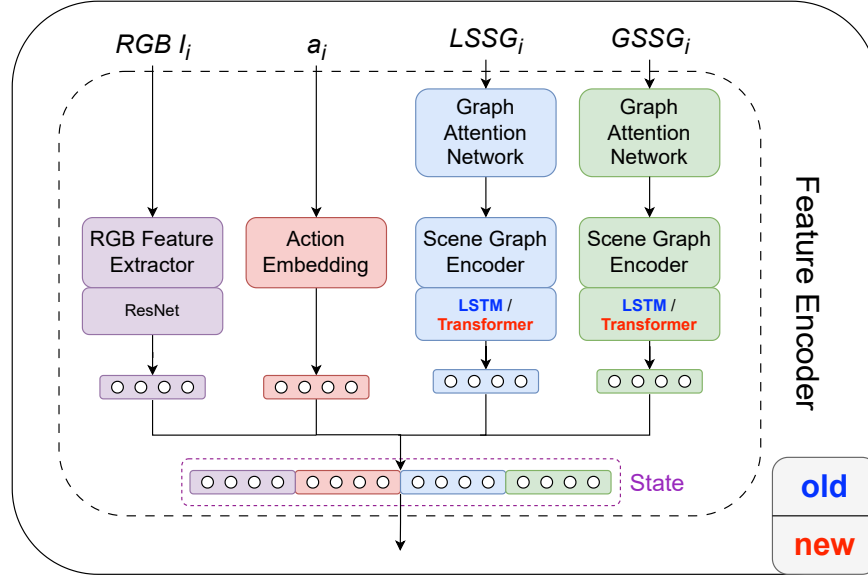 RGB I_i
a_i
LSSG_i
GSSG_i
Graph
Attention
Network
Graph
Attention
Network
RGB Feature
Extractor
ResNet
Action
Embedding
Scene Graph
Encoder
LSTM /
Transformer
Scene Graph
Encoder
LSTM /
Transformer
State
Feature Encoder
old
new